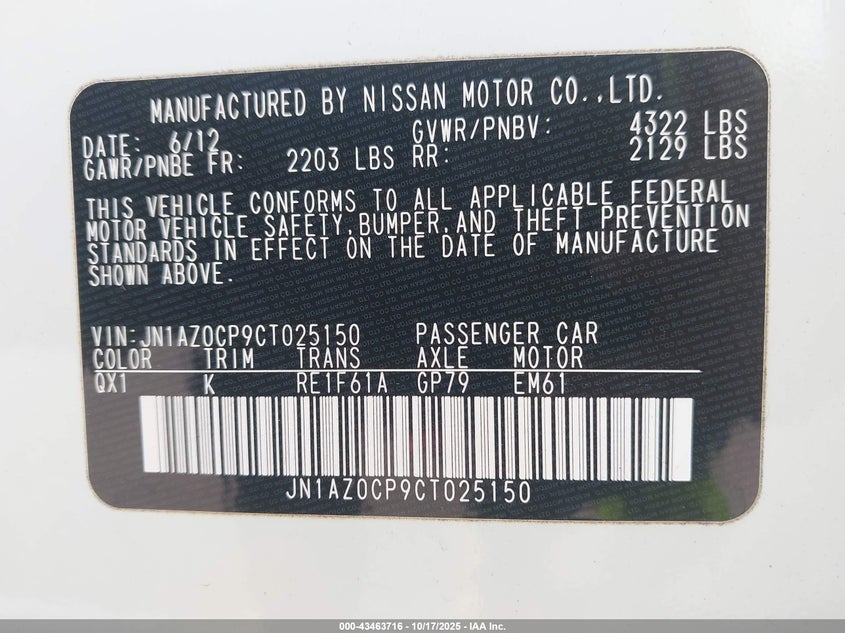 MANUFACTURED BY NISSAN MOTOR CO.,LTD.
DATE: 6/12 GVWR/PNBV: 4322 LBS
GAWR/PNBE FR: 2203 LBS RR: 2129 LBS
THIS VEHICLE CONFORMS TO ALL APPLICABLE FEDERAL
MOTOR VEHICLE SAFETY,BUMPER,AND THEFT PREVENTION
STANDARDS IN EFFECT ON THE DATE OF MANUFACTURE
SHOWN ABOVE.
VIN:JN1AZ0CP9CT025150 PASSENGER CAR
COLOR TRIM TRANS AXLE MOTOR
QX1 K RE1F61A GP79 EM61
JN1AZ0CP9CT025150
000-43463716 - 10/17/2025 - IAA Inc.